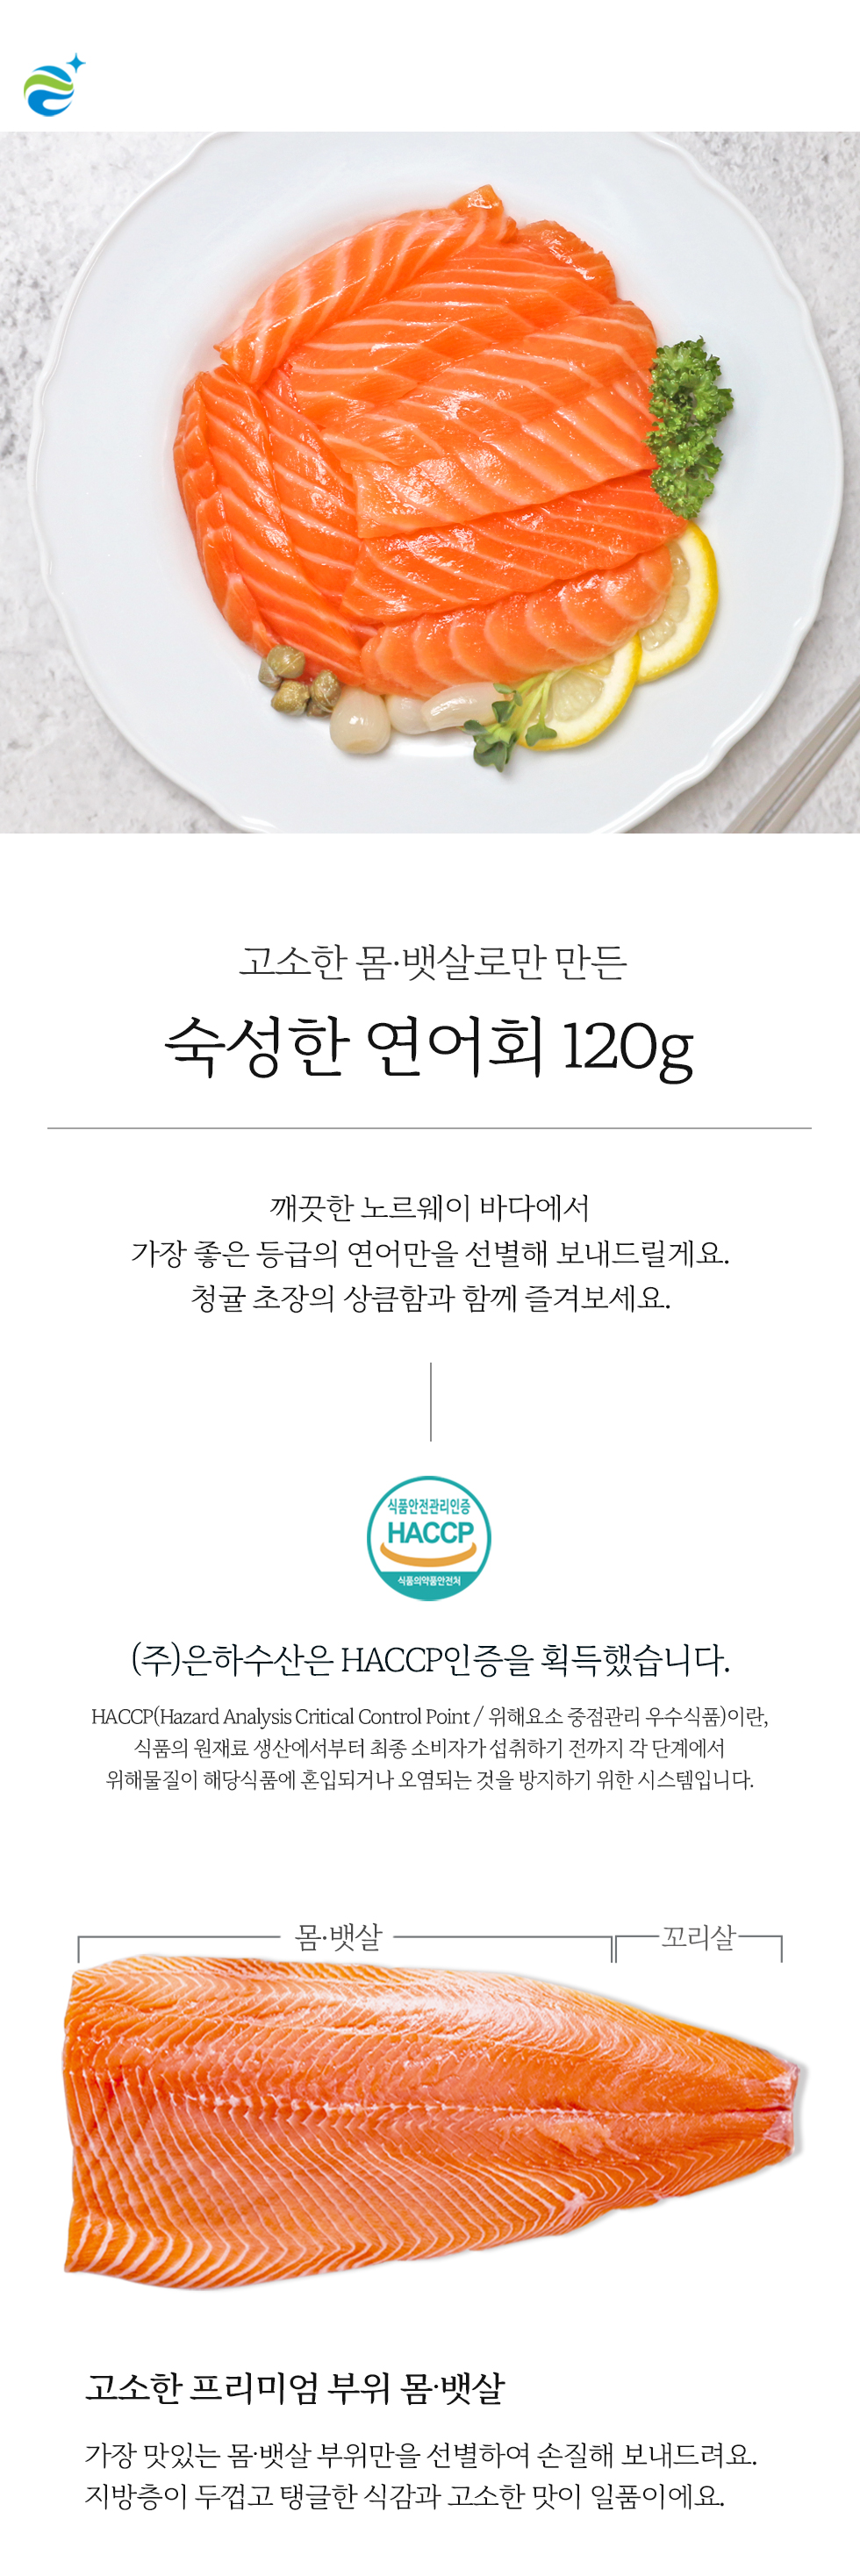 고소한 몸·뱃살로만 만든
숙성한 연어회 120g
깨끗한 노르웨이 바다에서
가장 좋은 등급의 연어만을 선별해 보내드릴게요.
청귤 초장의 상큼함과 함께 즐겨보세요.
식품안전관리인증
HACCP
식품의약품안전처
(주)은하수산은 HACCP인증을 획득했습니다.
HACCP(Hazard Analysis Critical Control Point / 위해요소 중점관리 우수식품)이란,
식품의 원재료 생산에서부터 최종 소비자가 섭취하기 전까지 각 단계에서
위해물질이 해당식품에 혼입되거나 오염되는 것을 방지하기 위한 시스템입니다.
몸·뱃살 꼬리살
고소한 프리미엄 부위 몸·뱃살
가장 맛있는 몸·뱃살 부위만을 선별하여 손질해 보내드려요.
지방층이 두껍고 탱글한 식감과 고소한 맛이 일품이에요.